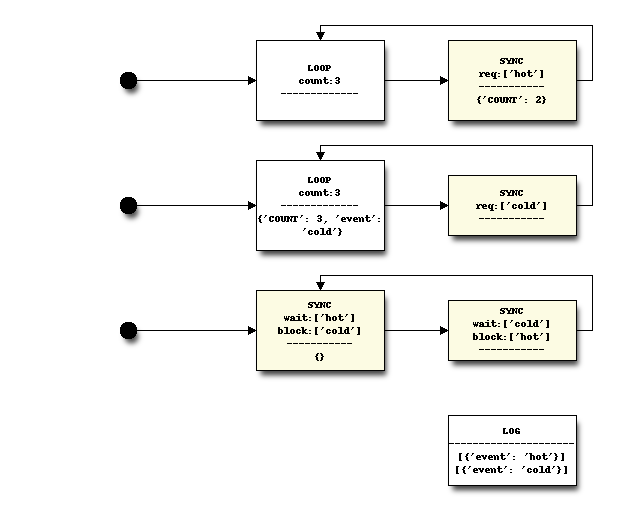 LOOP
count:3
-------------
SYNC
req:['hot']
-----------
{'COUNT': 2}
LOOP
count:3
-------------
{'COUNT': 3, 'event':
'cold'}
SYNC
req:['cold']
-----------
SYNC
wait:['hot']
block:['cold']
-----------
{}
SYNC
wait:['cold']
block:['hot']
-----------
LOG
---------------------
[{'event': 'hot'}]
[{'event': 'cold'}]